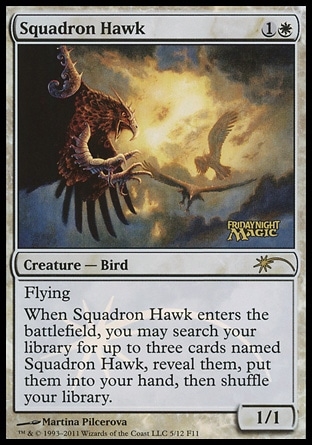 Squadron Hawk 1
FRIDAY NIGHT
MAGIC
Creature — Bird
Flying
When Squadron Hawk enters the
battlefield, you may search your
library for up to three cards named
Squadron Hawk, reveal them, put
them into your hand, then shuffle
your library.
Martina Pilcerova
™ & © 1993–2011 Wizards of the Coast LLC 5/12 F11
1/1